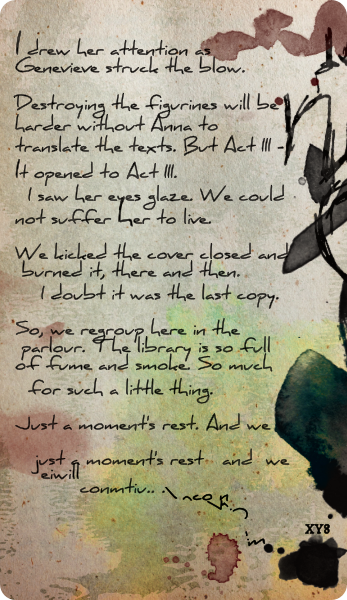 I drew her attention as
Genevieve struck the blow.
Destroying the figurines will be
harder without Anna to
translate the texts. But Act III -
It opened to Act III.
I saw her eyes glaze. We could
not suffer her to live.
We kicked the cover closed and
burned it, there and then.
I doubt it was the last copy.
So, we regroup here in the
parlour. The library is so full
of fume and smoke. So much
for such a little thing.
Just a moment's rest. And we
just a moment's rest and we
eiwill
conmtiv..
'm
XY8